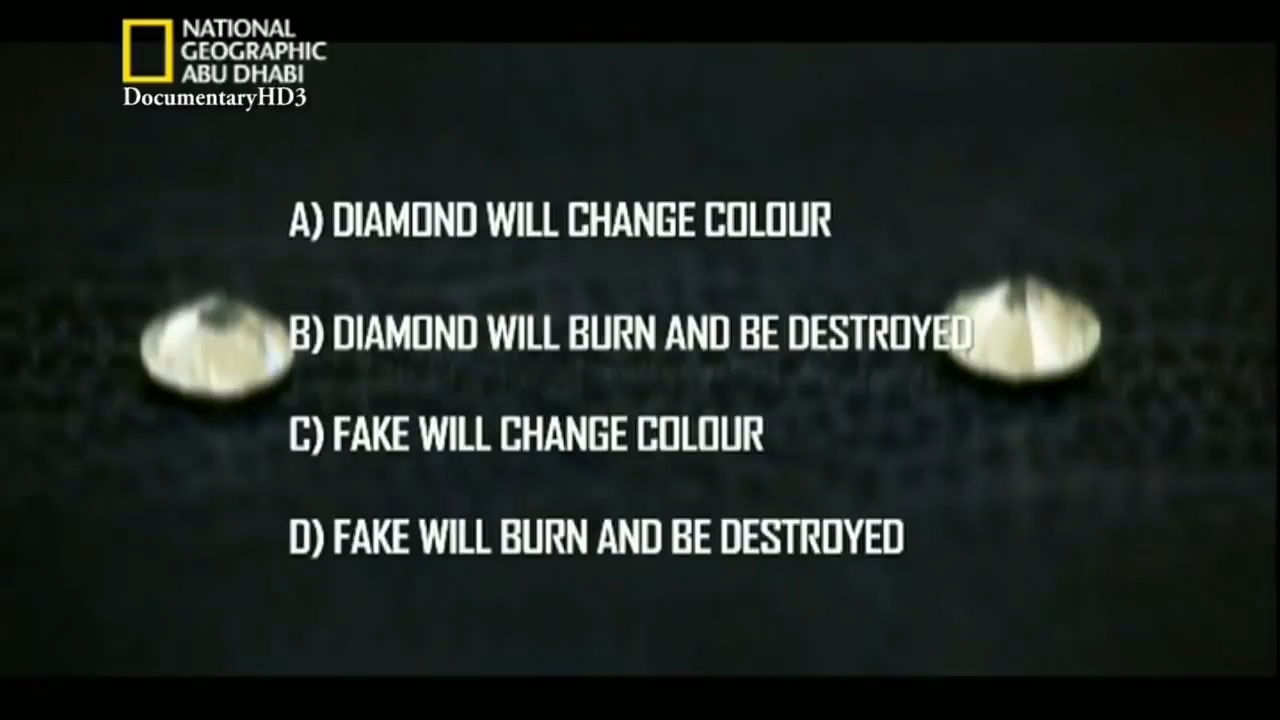 NATIONAL
GEOGRAPHIC
ABU DHABI
DocumentaryHD3
A) DIAMOND WILL CHANGE COLOUR
B) DIAMOND WILL BURN AND BE DESTROYED
C) FAKE WILL CHANGE COLOUR
D) FAKE WILL BURN AND BE DESTROYED